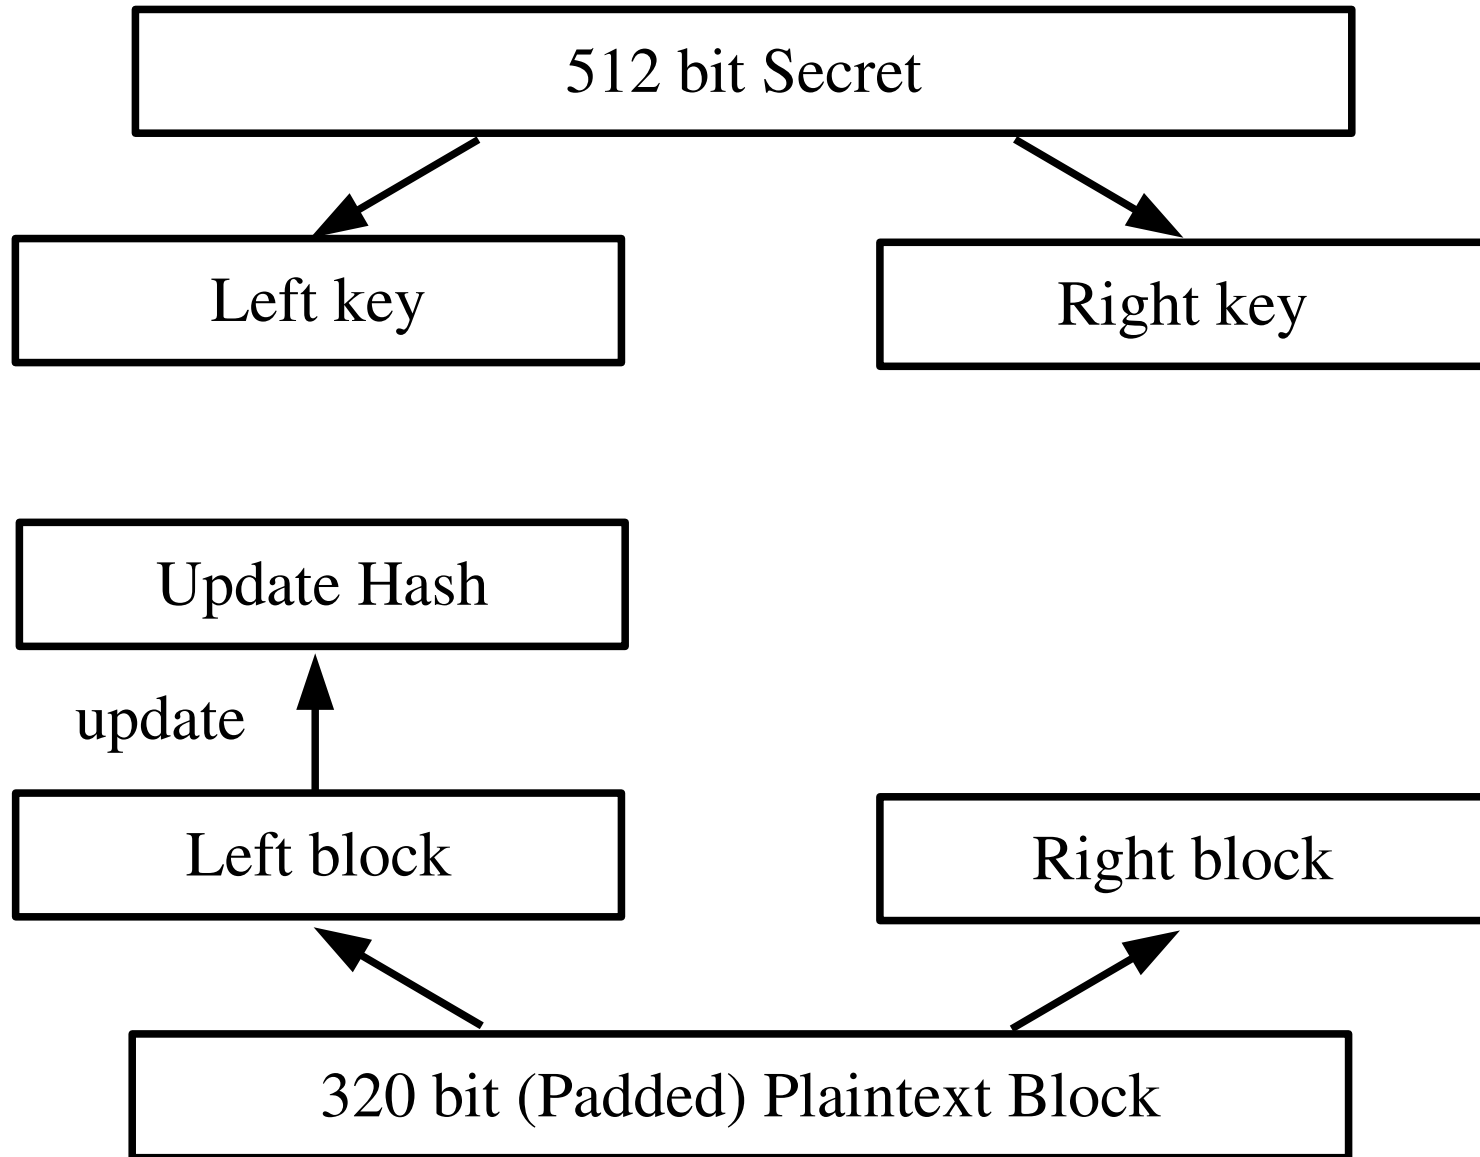 512 bit Secret
Left key
Right key
Update Hash
update
Left block
Right block
320 bit (Padded) Plaintext Block